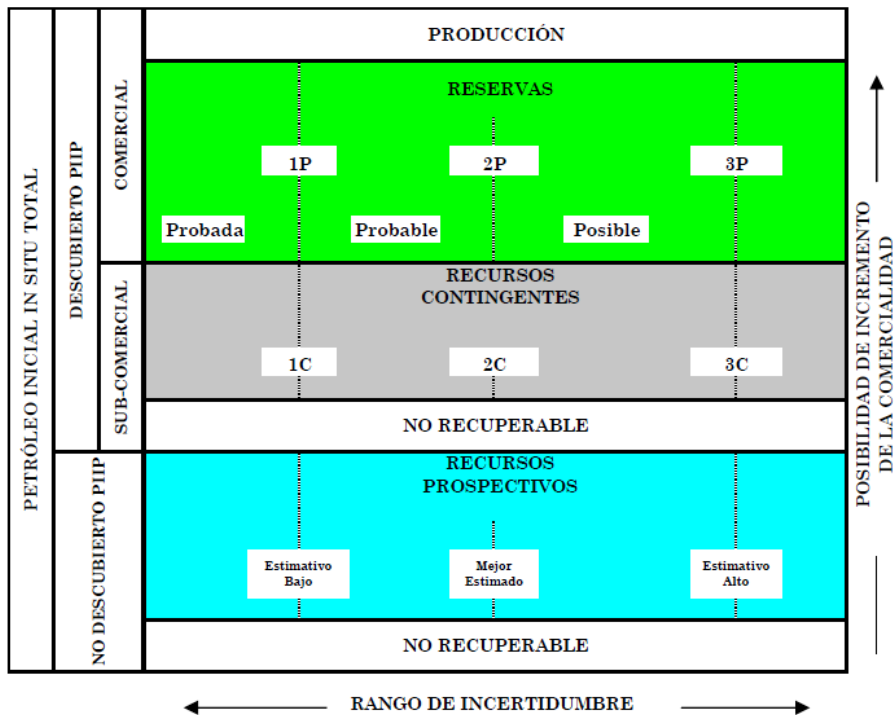 PETRÓLEO INICIAL IN SITU TOTAL
DESCUBIERTO PIIP
NO DESCUBIERTO PIIP
COMERCIAL
SUB-COMERCIAL
PRODUCCIÓN
RESERVAS
1P 2P 3P
Probada Probable Posible
RECURSOS
CONTINGENTES
1C 2C 3C
NO RECUPERABLE
RECURSOS
PROSPECTIVOS
Estimativo Mejor Estimativo
Bajo Estimado Alto
NO RECUPERABLE
POSIBILIDAD DE INCREMENTO
DE LA COMERCIALIDAD
RANGO DE INCERTIDUMBRE